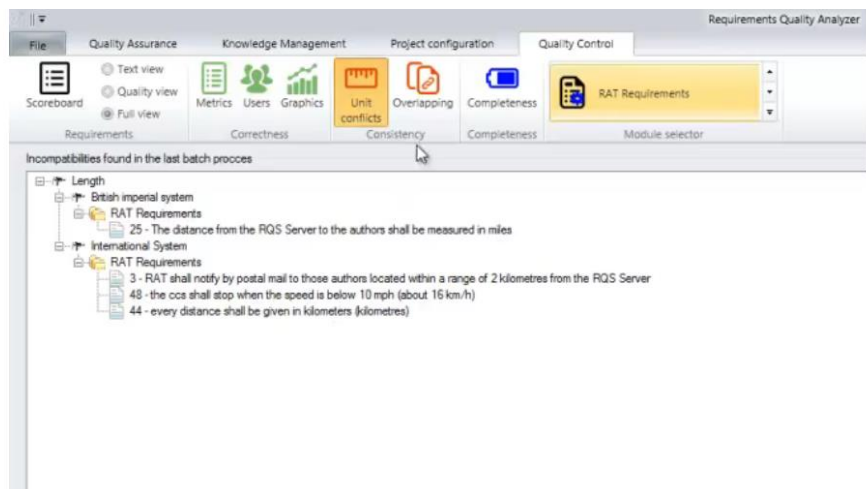 Requirements Quality Analyzer
File Quality Assurance Knowledge Management Project configuration Quality Control
Text view
Quality view
Full view
Scoreboard Metrics Users Graphics Unit conflicts Overlapping Completeness RAT Requirements
Requirements Correctness Consistency Completeness Module selector
Incompatibilities found in the last batch procces
Length
British imperial system
RAT Requirements
25 - The distance from the RQS Server to the authors shall be measured in miles
International System
RAT Requirements
3 - RAT shall notify by postal mail to those authors located within a range of 2 kilometres from the RQS Server
48 - the ccs shall stop when the speed is below 10 mph (about 16 km/h)
44 - every distance shall be given in kilometers (kilometres)